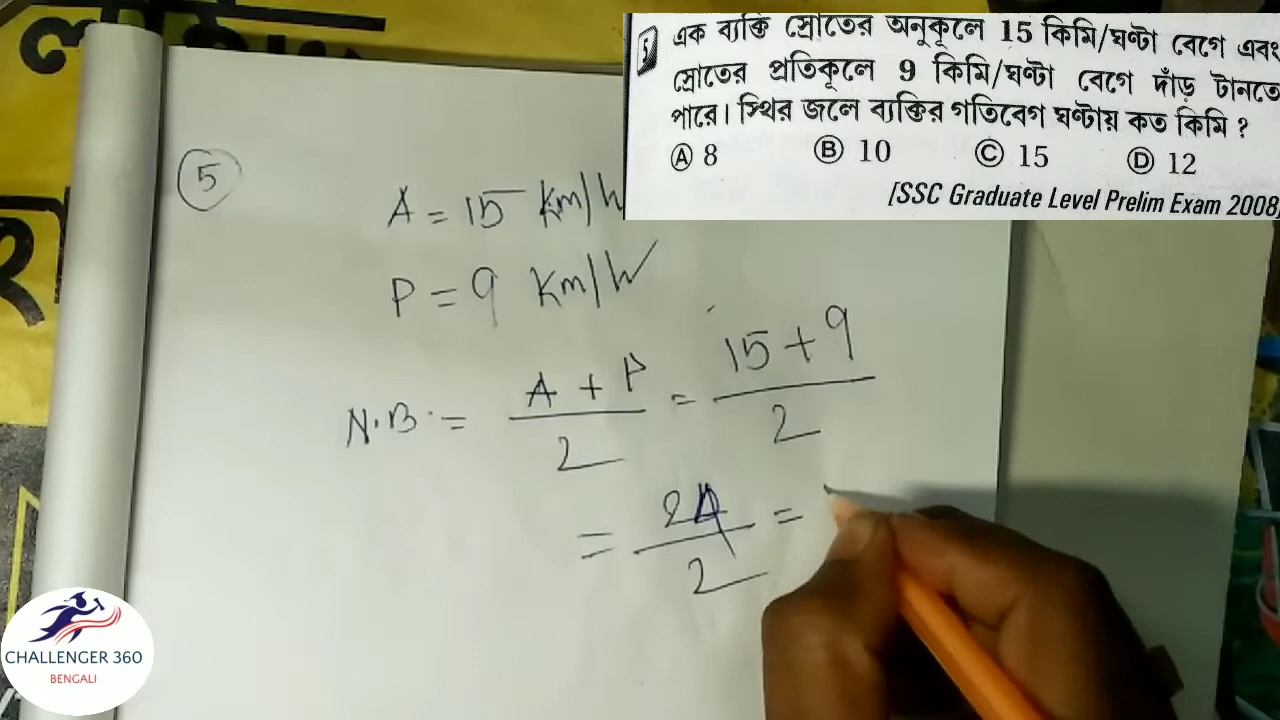 5 এক ব্যক্তি স্রোতের অনুকূলে 15 কিমি/ঘণ্টা বেগে এবং
স্রোতের প্রতিকূলে 9 কিমি/ঘণ্টা বেগে দাঁড় টানতে
পারে। স্থির জলে ব্যক্তির গতিবেগ ঘণ্টায় কত কিমি ?
Ⓐ 8 Ⓑ 10 Ⓒ 15 Ⓓ 12
[SSC Graduate Level Prelim Exam 2008]
5
A = 15 Km/h
P = 9 Km/h
N.B. = A + P / 2 = 15 + 9 / 2
= 24 / 2 =
CHALLENGER 360
BENGALI